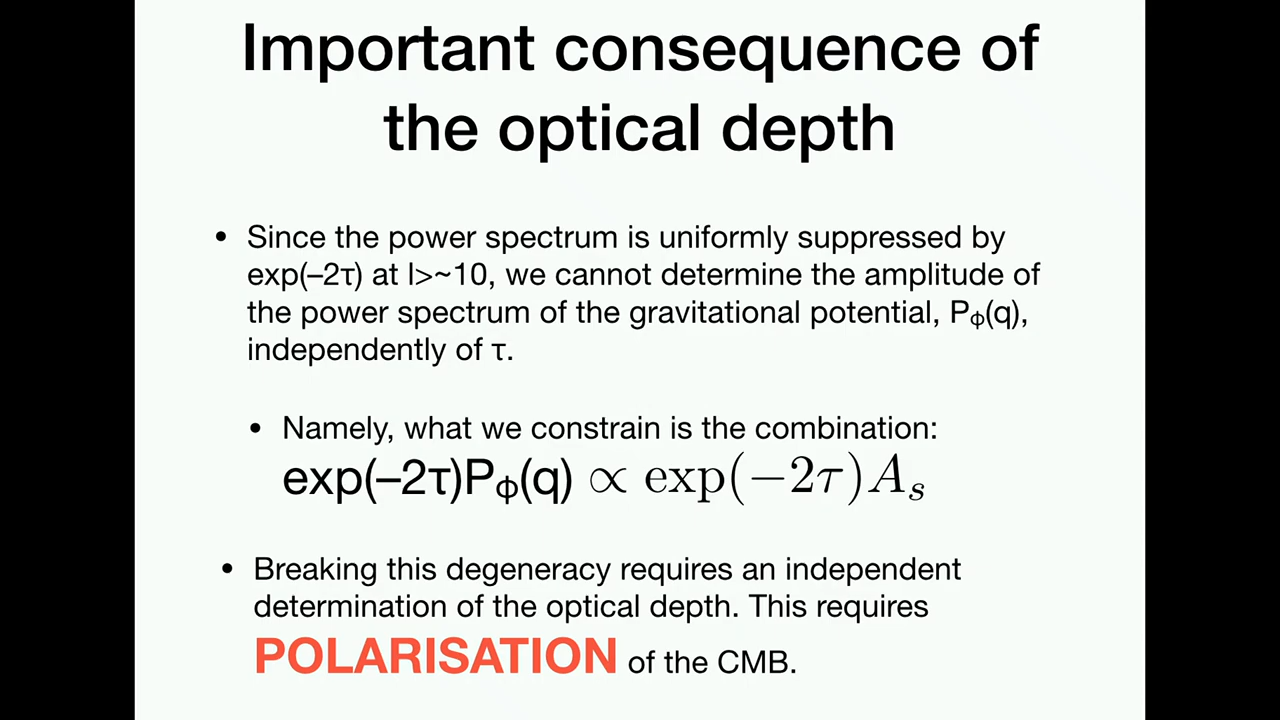 Important consequence of
the optical depth
• Since the power spectrum is uniformly suppressed by
exp(–2τ) at l>~10, we cannot determine the amplitude of
the power spectrum of the gravitational potential, Pϕ(q),
independently of τ.
• Namely, what we constrain is the combination:
exp(–2τ)Pϕ(q) ∝ exp(−2τ)Aₛ
• Breaking this degeneracy requires an independent
determination of the optical depth. This requires
POLARISATION of the CMB.